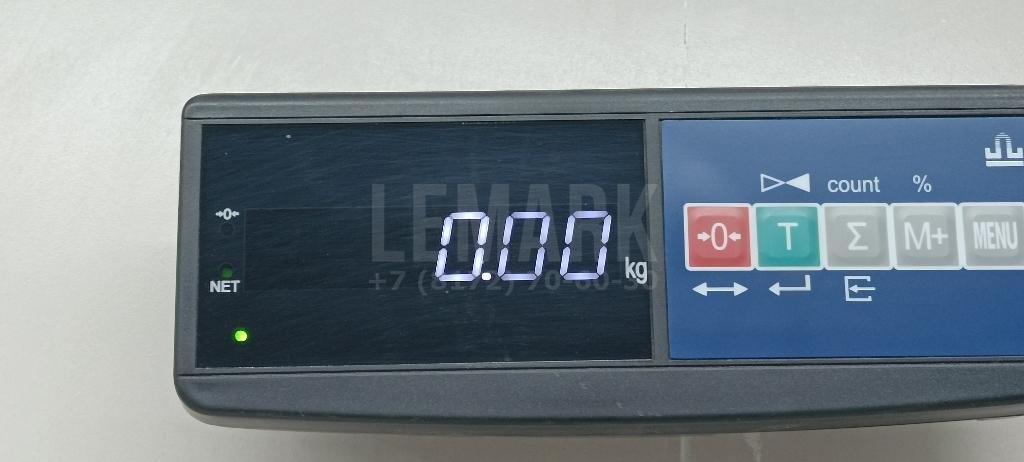 count %
→0←
LEMARK
0.00 kg
→0← T Σ M+ MENU
NET